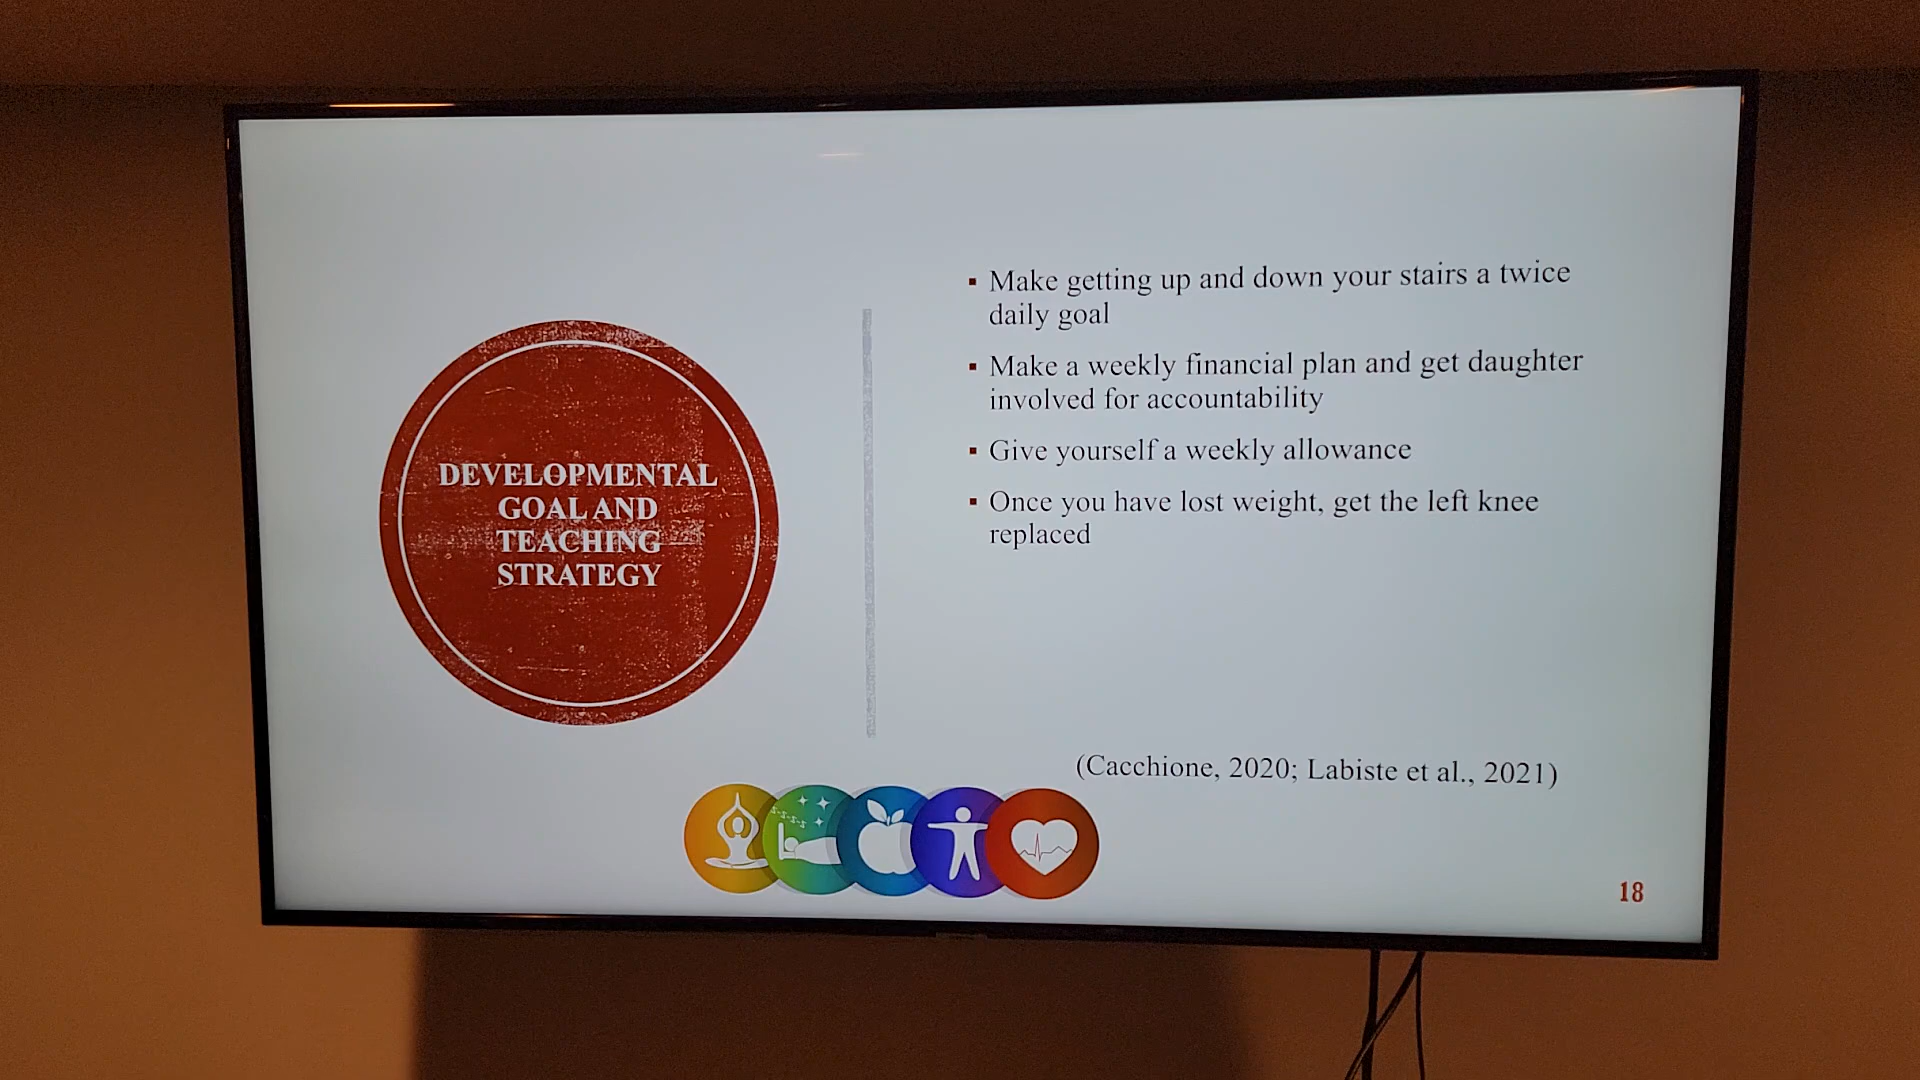 DEVELOPMENTAL
GOAL AND
TEACHING
STRATEGY
▪ Make getting up and down your stairs a twice
daily goal
▪ Make a weekly financial plan and get daughter
involved for accountability
▪ Give yourself a weekly allowance
▪ Once you have lost weight, get the left knee
replaced
(Cacchione, 2020; Labiste et al., 2021)
18